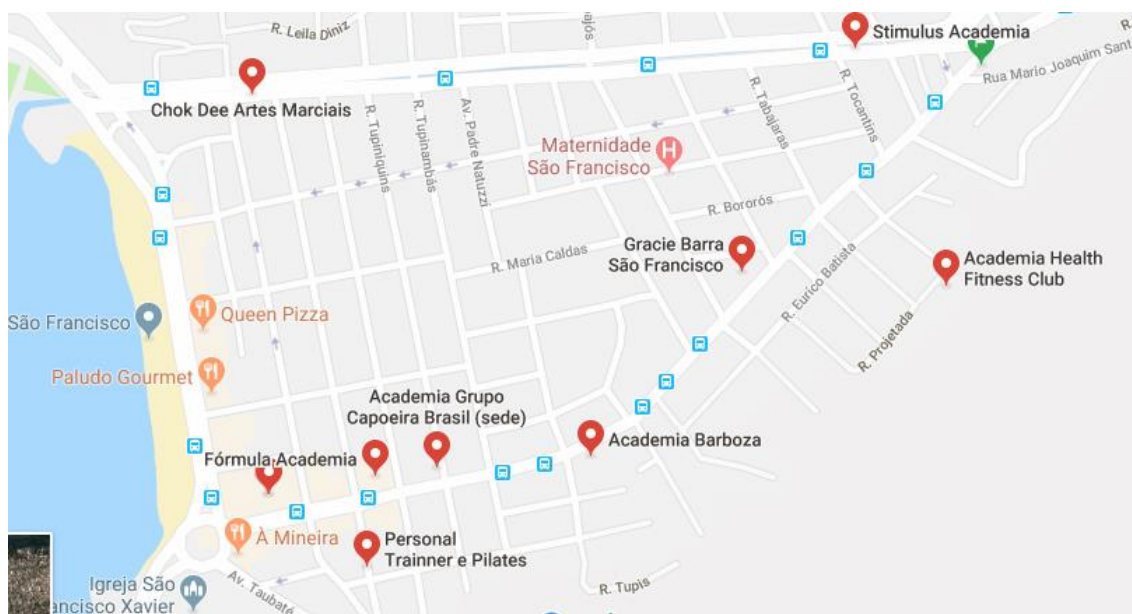 R. Leila Diniz
Stimulus Academia
Rua Mario Joaquim Sant
R.
Chok Dee Artes Marciais
R. Tupiniquins
R. Tupinambás
Av. Padre Natuzzi
R. Tabajaras
R. Tocantins
Maternidade
São Francisco
H
R. Bororós
R. Maria Caldas
Gracie Barra
São Francisco
R. Eurico Batista
Academia Health
Fitness Club
R. Projetada
São Francisco
Queen Pizza
Paludo Gourmet
Academia Grupo
Capoeira Brasil (sede)
Fórmula Academia
Academia Barboza
À Mineira
Personal
Trainner e Pilates
R. Tupis
Av. Taubaté
Igreja São
ancisco Xavier